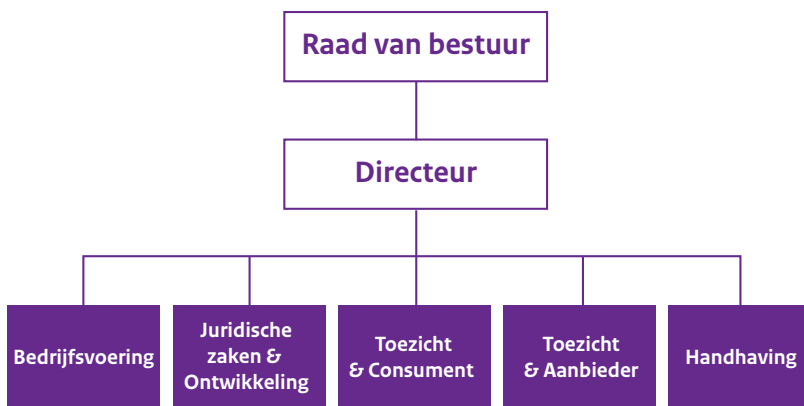 Raad van bestuur
Directeur
Bedrijfsvoering
Juridische
zaken &
Ontwikkeling
Toezicht
& Consument
Toezicht
& Aanbieder
Handhaving